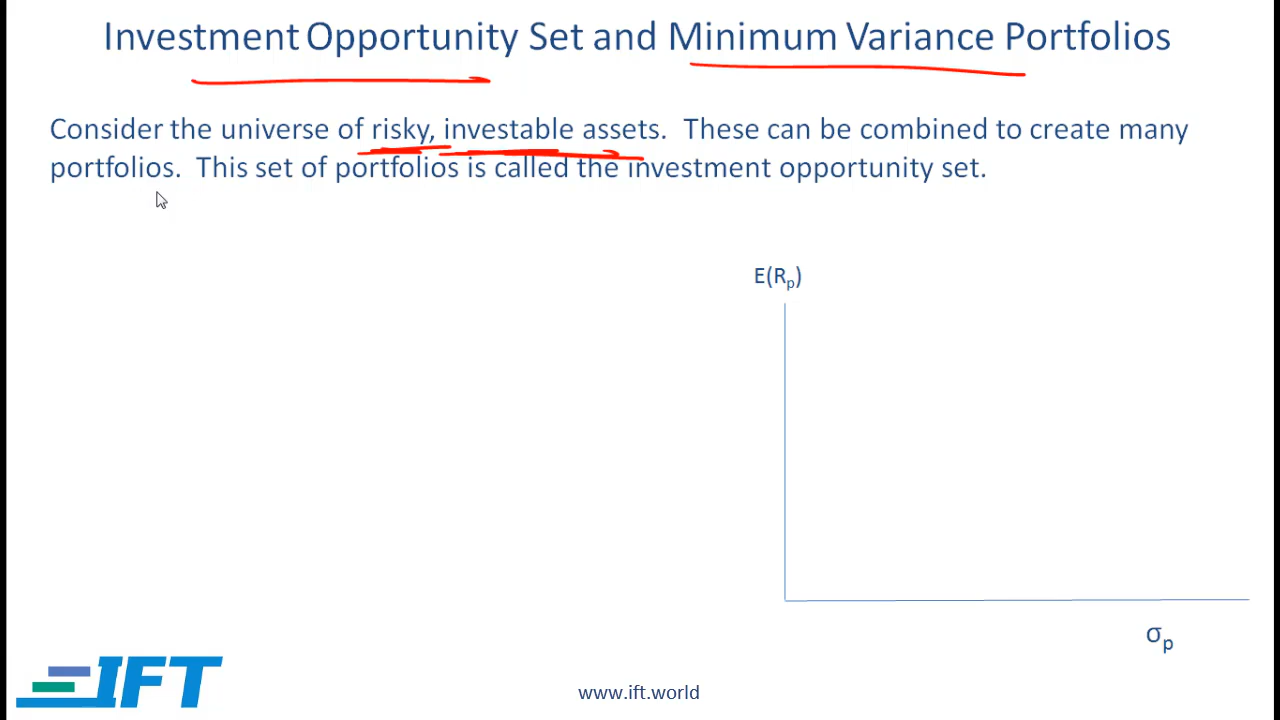 Investment Opportunity Set and Minimum Variance Portfolios
Consider the universe of risky, investable assets. These can be combined to create many
portfolios. This set of portfolios is called the investment opportunity set.
E(Rp)
σp
IFT
www.ift.world